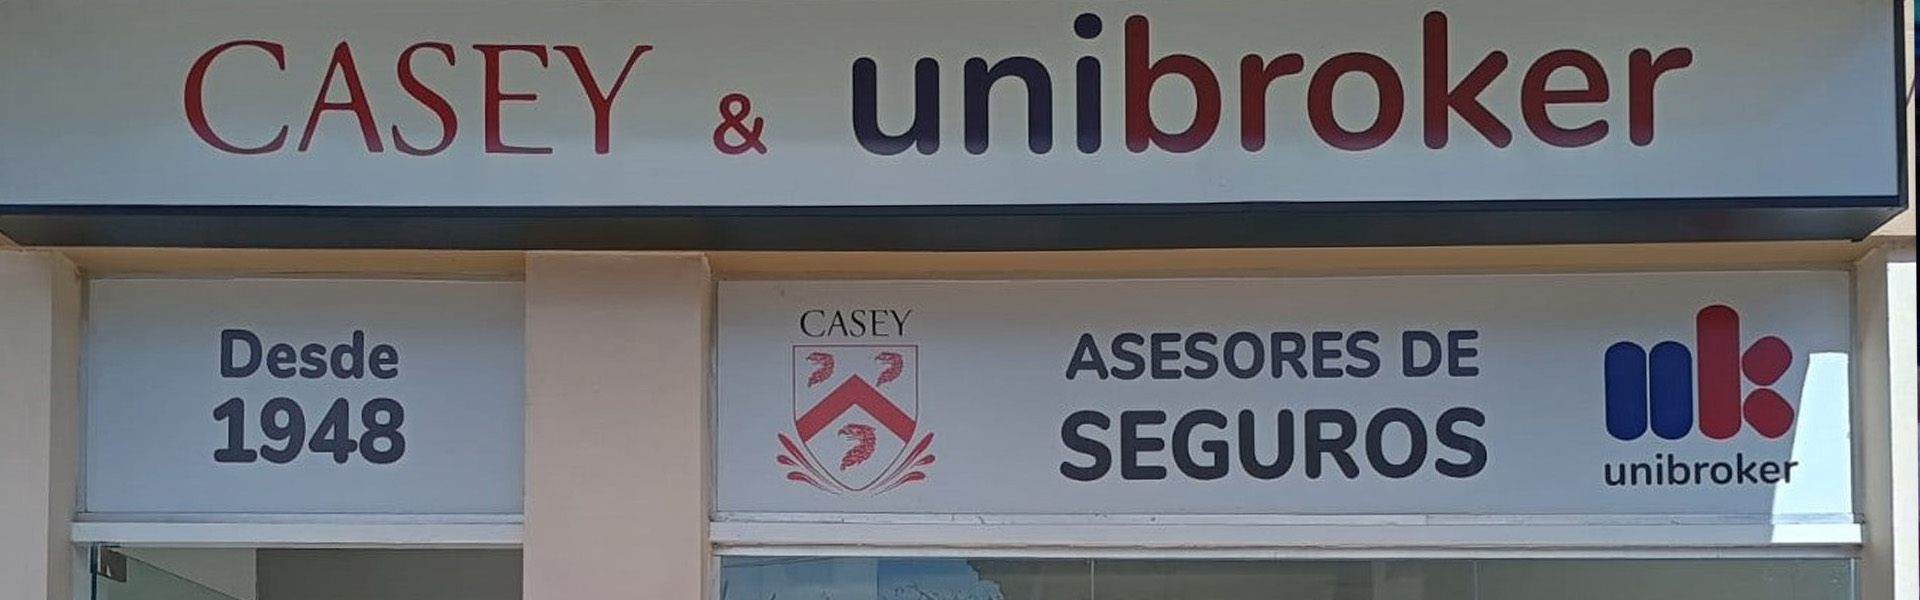 CASEY & unibroker
Desde
1948
CASEY
ASESORES DE
SEGUROS
unibroker